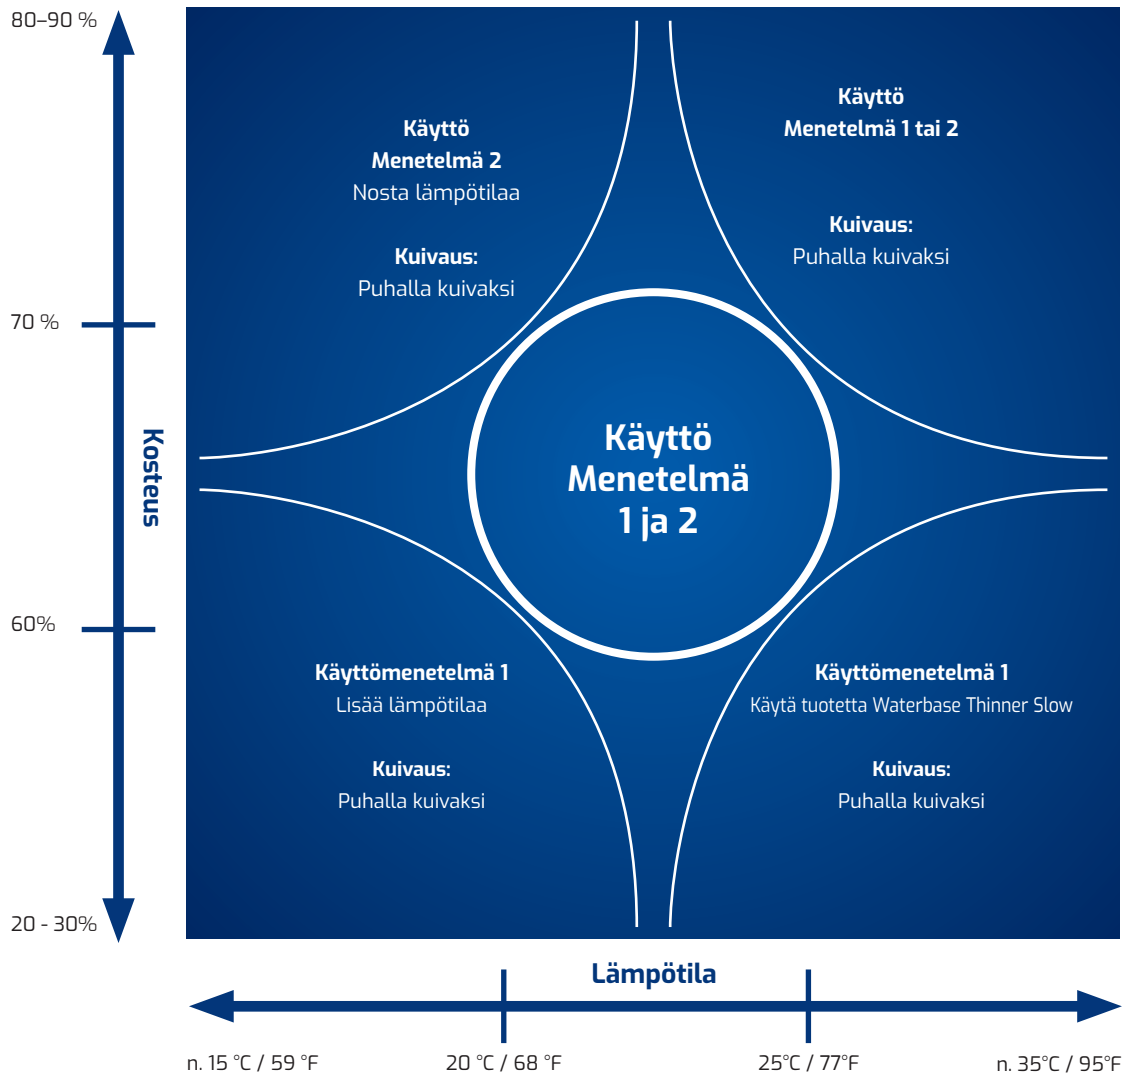 80–90 %
70 %
Kosteus
60%
20 - 30%
Käyttö
Menetelmä 2
Nosta lämpötilaa
Kuivaus:
Puhalla kuivaksi
Käyttö
Menetelmä 1 tai 2
Kuivaus:
Puhalla kuivaksi
Käyttö
Menetelmä
1 ja 2
Käyttömenetelmä 1
Lisää lämpötilaa
Kuivaus:
Puhalla kuivaksi
Käyttömenetelmä 1
Käytä tuotetta Waterbase Thinner Slow
Kuivaus:
Puhalla kuivaksi
Lämpötila
n. 15 °C / 59 °F
20 °C / 68 °F
25°C / 77°F
n. 35°C / 95°F